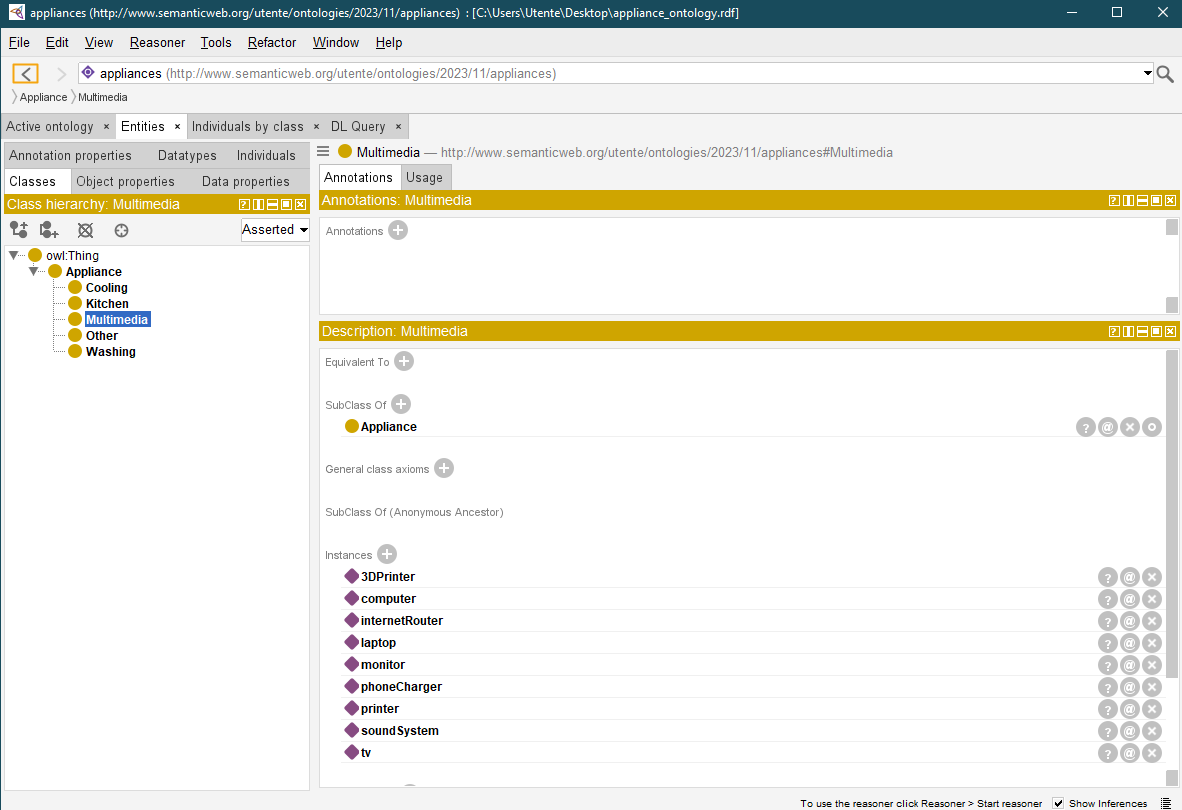 appliances (http://www.semanticweb.org/utente/ontologies/2023/11/appliances) : [C:\Users\Utente\Desktop\appliance_ontology.rdf]
File Edit View Reasoner Tools Refactor Window Help
appliances (http://www.semanticweb.org/utente/ontologies/2023/11/appliances)
Appliance Multimedia
Active ontology × Entities × Individuals by class × DL Query ×
Annotation properties Datatypes Individuals
Classes Object properties Data properties
Class hierarchy: Multimedia
Asserted
owl:Thing
Appliance
Cooling
Kitchen
Multimedia
Other
Washing
Multimedia — http://www.semanticweb.org/utente/ontologies/2023/11/appliances#Multimedia
Annotations Usage
Annotations: Multimedia
Annotations
Description: Multimedia
Equivalent To
SubClass Of
Appliance
General class axioms
SubClass Of (Anonymous Ancestor)
Instances
3DPrinter
computer
internetRouter
laptop
monitor
phoneCharger
printer
soundSystem
tv
To use the reasoner click Reasoner > Start reasoner Show Inferences